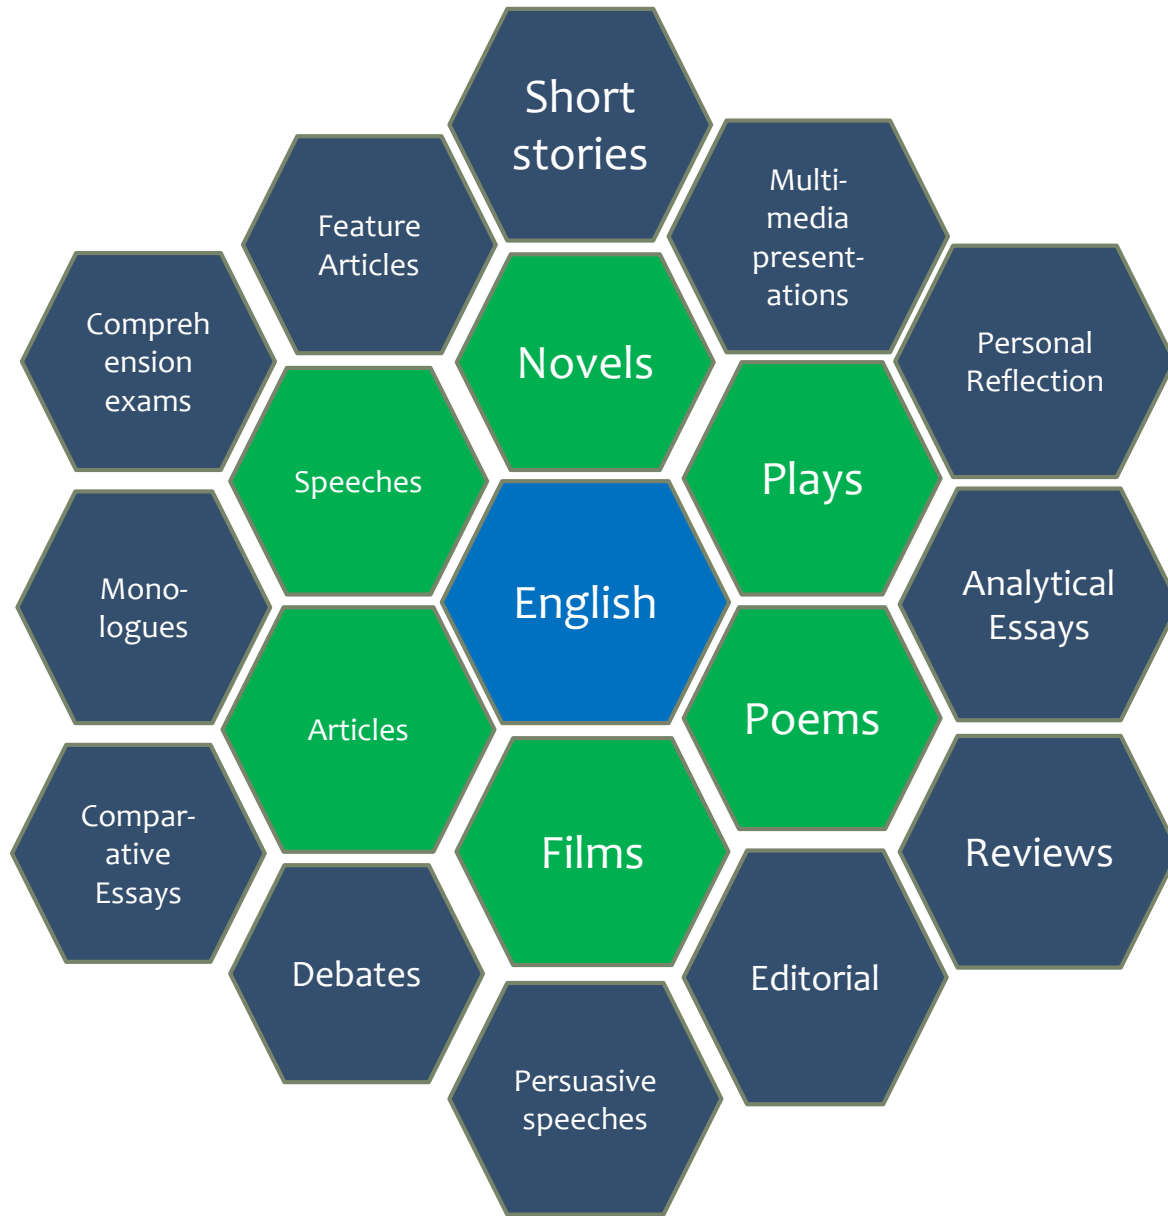 Short
stories
Multi-
media
present-
ations
Feature
Articles
Personal
Reflection
Compreh
ension
exams
Novels
Plays
Speeches
English
Analytical
Essays
Mono-
logues
Poems
Articles
Films
Reviews
Compar-
ative
Essays
Debates
Editorial
Persuasive
speeches